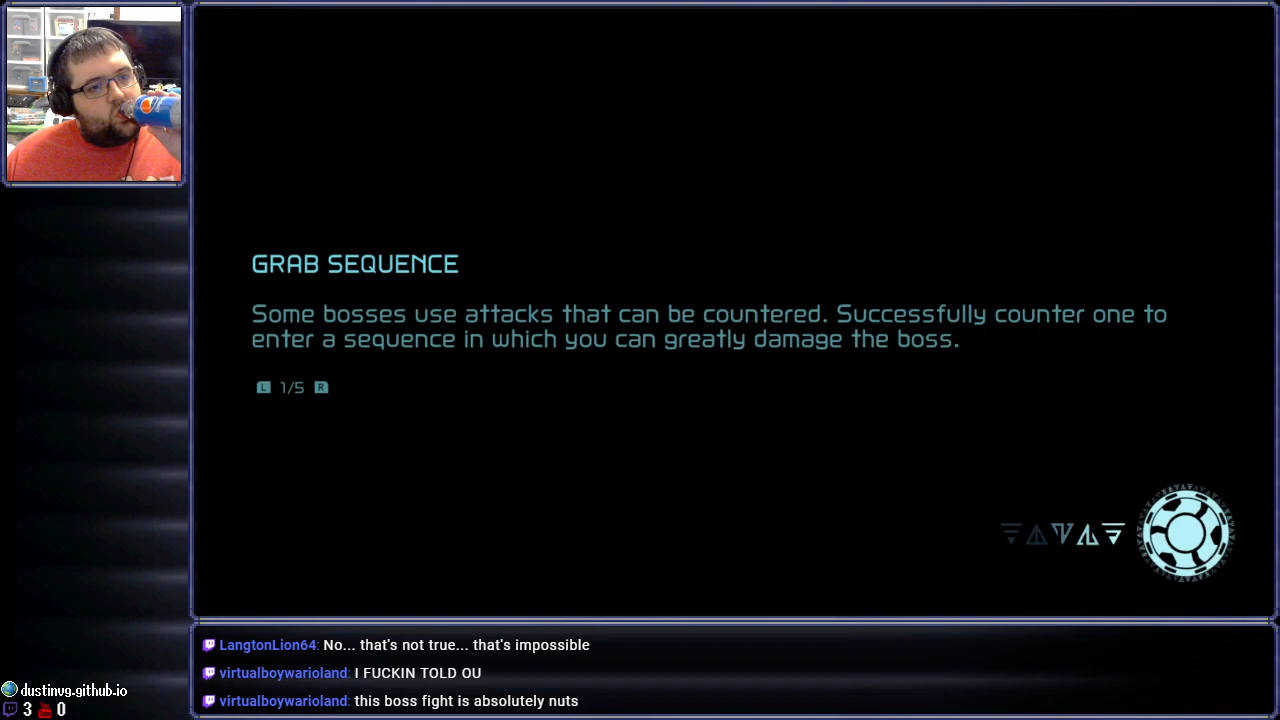 GRAB SEQUENCE
Some bosses use attacks that can be countered. Successfully counter one to
enter a sequence in which you can greatly damage the boss.
L 1/5 R
LangtonLion64: No... that's not true... that's impossible
virtualboywarioland: I FUCKIN TOLD OU
virtualboywarioland: this boss fight is absolutely nuts
dustinvg.github.io
3 0